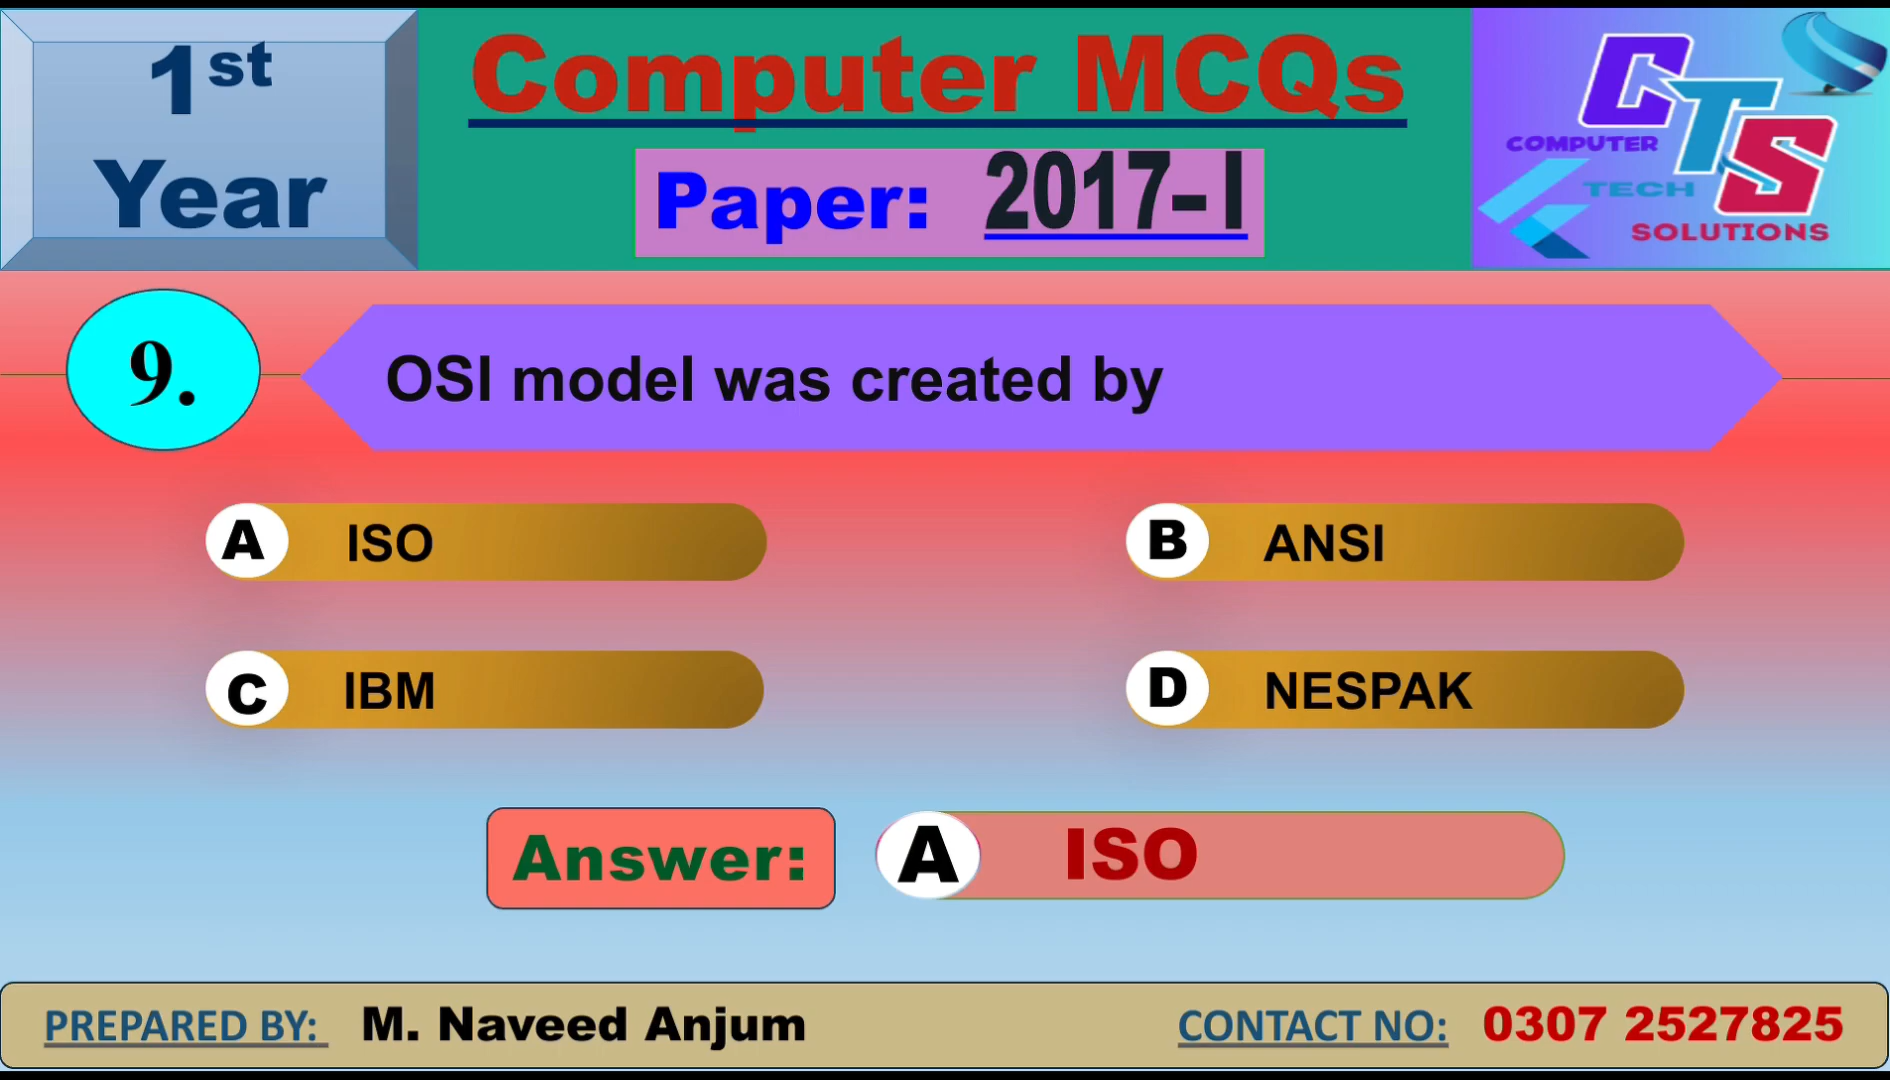 1st
Year
Computer MCQs
Paper: 2017-I
CTS
COMPUTER
TECH
SOLUTIONS
9. OSI model was created by
A ISO
B ANSI
C IBM
D NESPAK
Answer: A ISO
PREPARED BY: M. Naveed Anjum
CONTACT NO: 0307 2527825